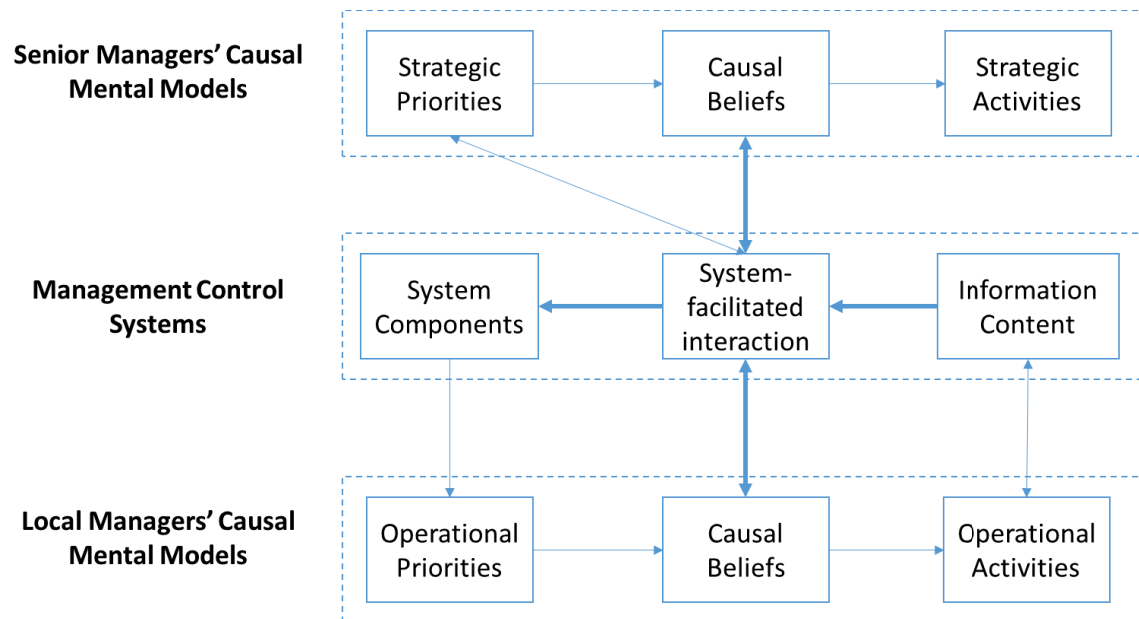 Senior Managers’ Causal
Mental Models
Strategic
Priorities
Causal
Beliefs
Strategic
Activities
Management Control
Systems
System
Components
System-
facilitated
interaction
Information
Content
Local Managers’ Causal
Mental Models
Operational
Priorities
Causal
Beliefs
Operational
Activities